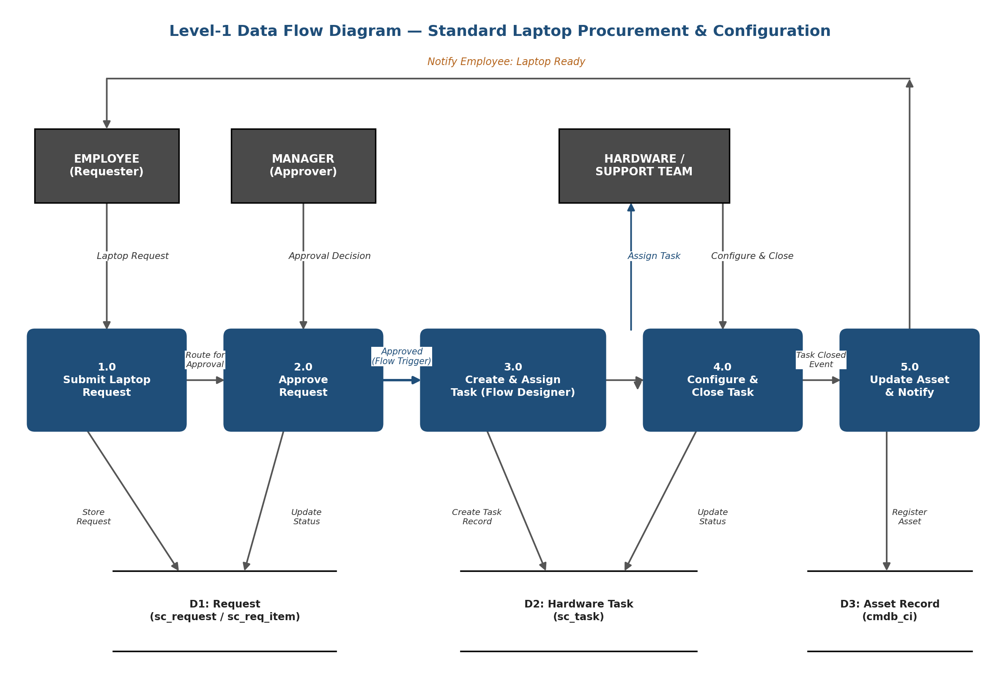 Level-1 Data Flow Diagram — Standard Laptop Procurement & Configuration
Notify Employee: Laptop Ready
EMPLOYEE
(Requester)
MANAGER
(Approver)
HARDWARE /
SUPPORT TEAM
Laptop Request
Approval Decision
Assign Task
Configure & Close
1.0
Submit Laptop
Request
Route for
Approval
2.0
Approve
Request
Approved
(Flow Trigger)
3.0
Create & Assign
Task (Flow Designer)
4.0
Configure &
Close Task
Task Closed
Event
5.0
Update Asset
& Notify
Store
Request
Update
Status
Create Task
Record
Update
Status
Register
Asset
D1: Request
(sc_request / sc_req_item)
D2: Hardware Task
(sc_task)
D3: Asset Record
(cmdb_ci)